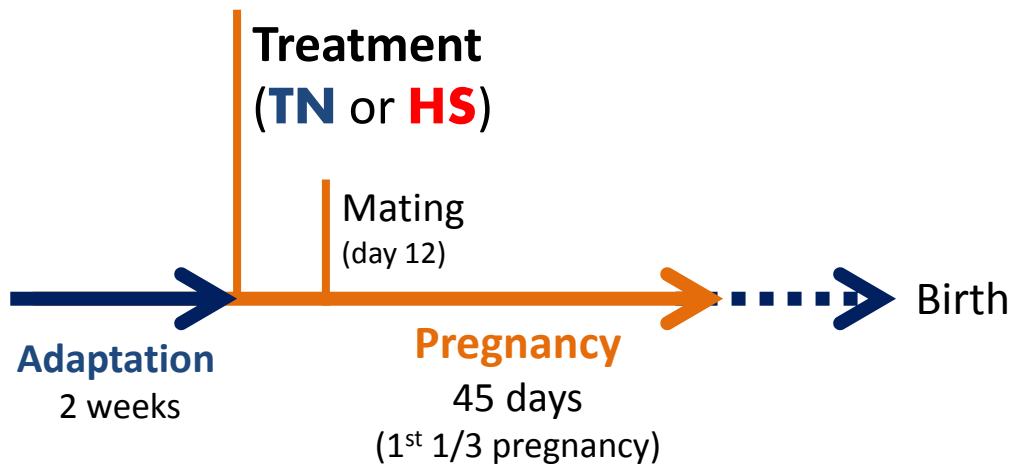 Treatment
(TN or HS)
Mating
(day 12)
Birth
Adaptation
2 weeks
Pregnancy
45 days
(1st 1/3 pregnancy)